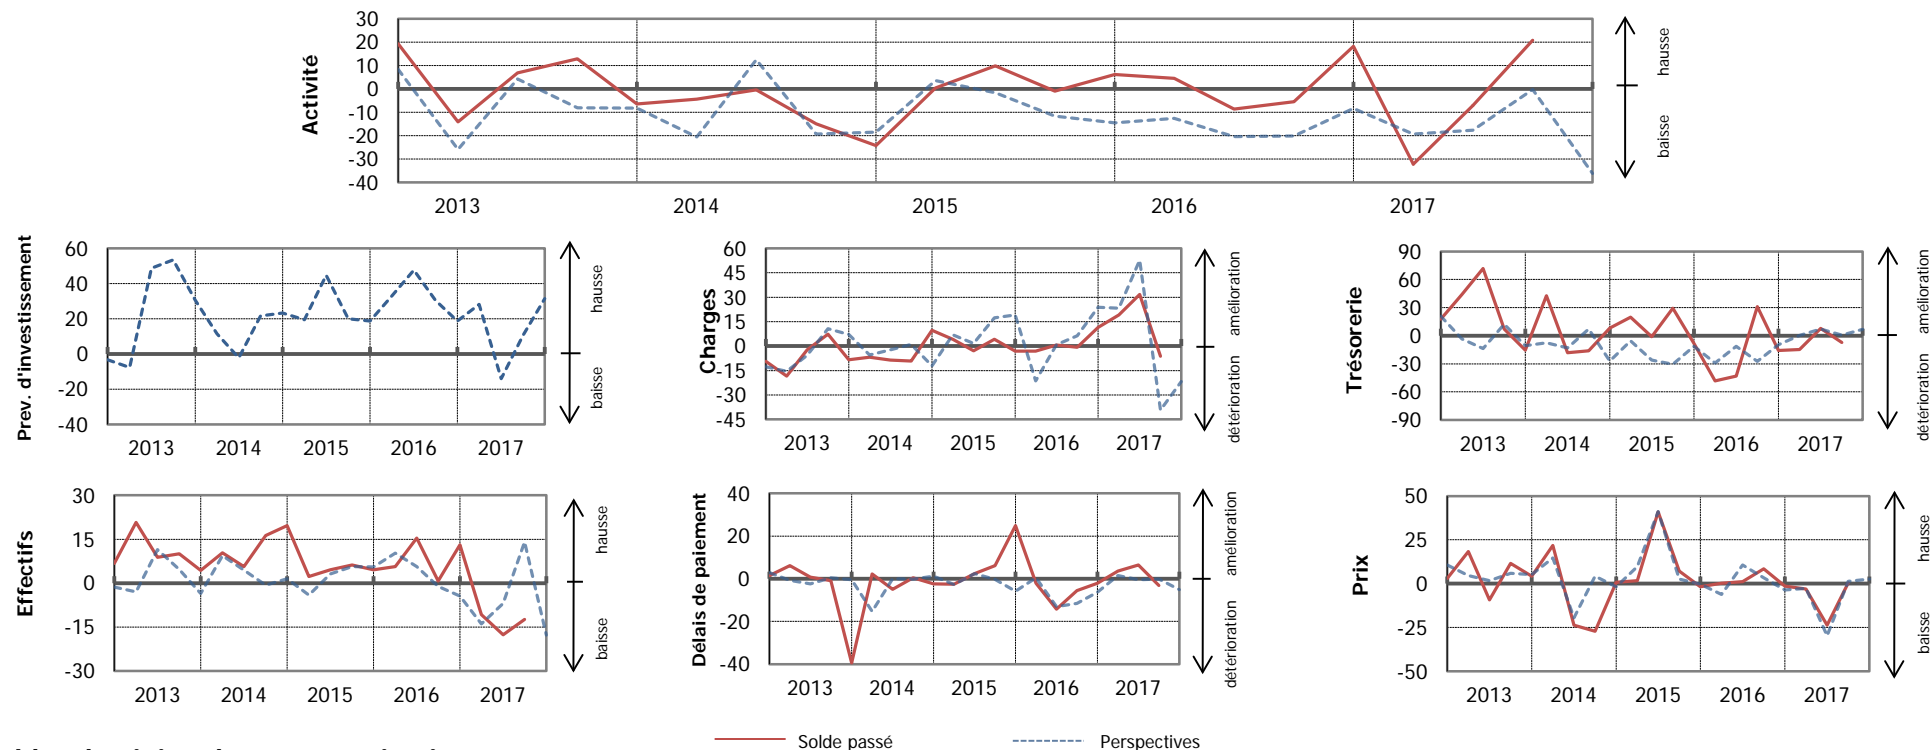 Activité
30
20
10
0
-10
-20
-30
-40
2013 2014 2015 2016 2017
hausse
baisse
Prev. d'investissement
60
40
20
0
-20
-40
2013 2014 2015 2016 2017
hausse
baisse
Charges
60
45
30
15
0
-15
-30
-45
2013 2014 2015 2016 2017
amélioration
détérioration
Trésorerie
90
60
30
0
-30
-60
-90
2013 2014 2015 2016 2017
amélioration
détérioration
Effectifs
30
15
0
-15
-30
2013 2014 2015 2016 2017
hausse
baisse
Délais de paiement
40
20
0
-20
-40
2013 2014 2015 2016 2017
amélioration
détérioration
Prix
50
25
0
-25
-50
2013 2014 2015 2016 2017
hausse
baisse
Solde passé Perspectives